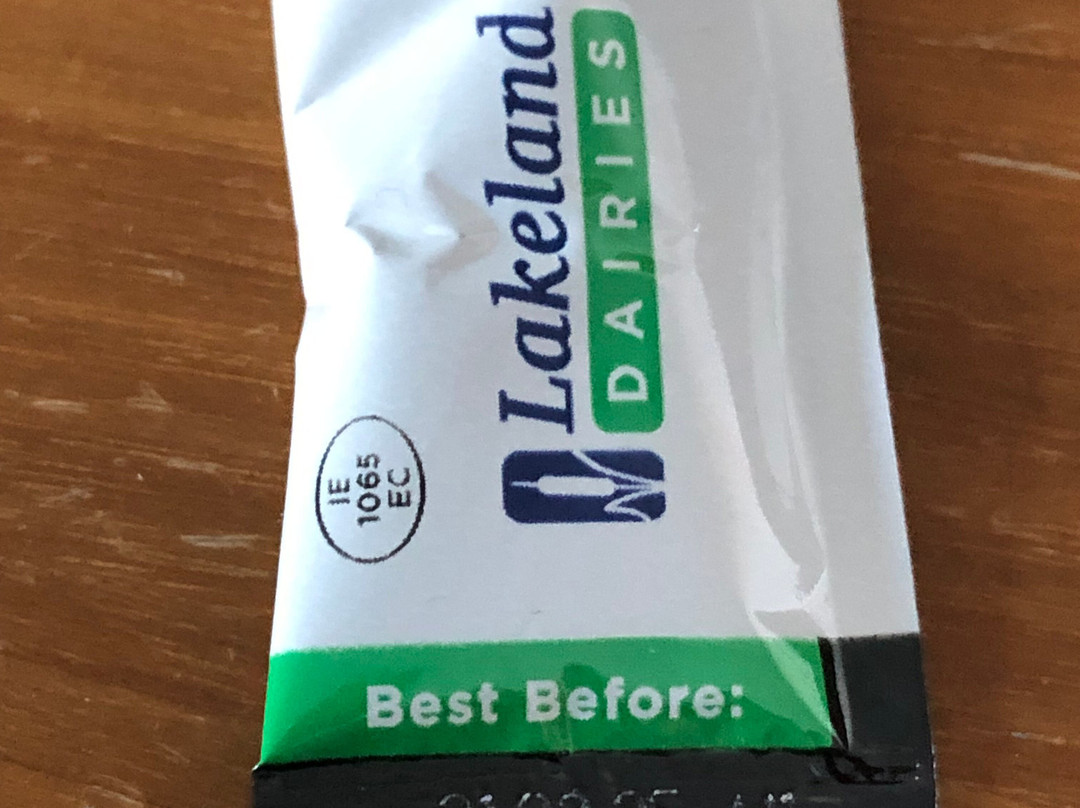 Lakeland
DAIRIES
IE
1065
EC
Best Before: